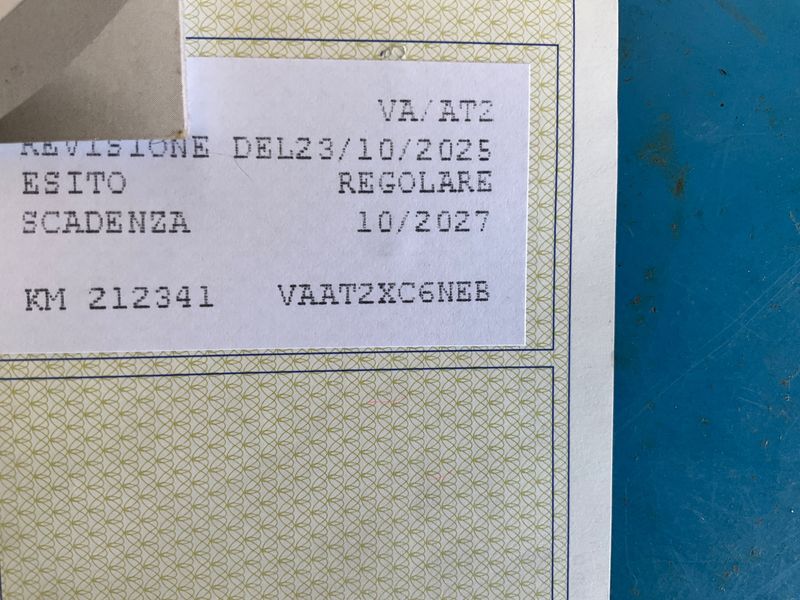 VA/AT2
REVISIONE DEL23/10/2025
ESITO REGOLARE
SCADENZA 10/2027
KM 212341 VAAT2XC6NEB